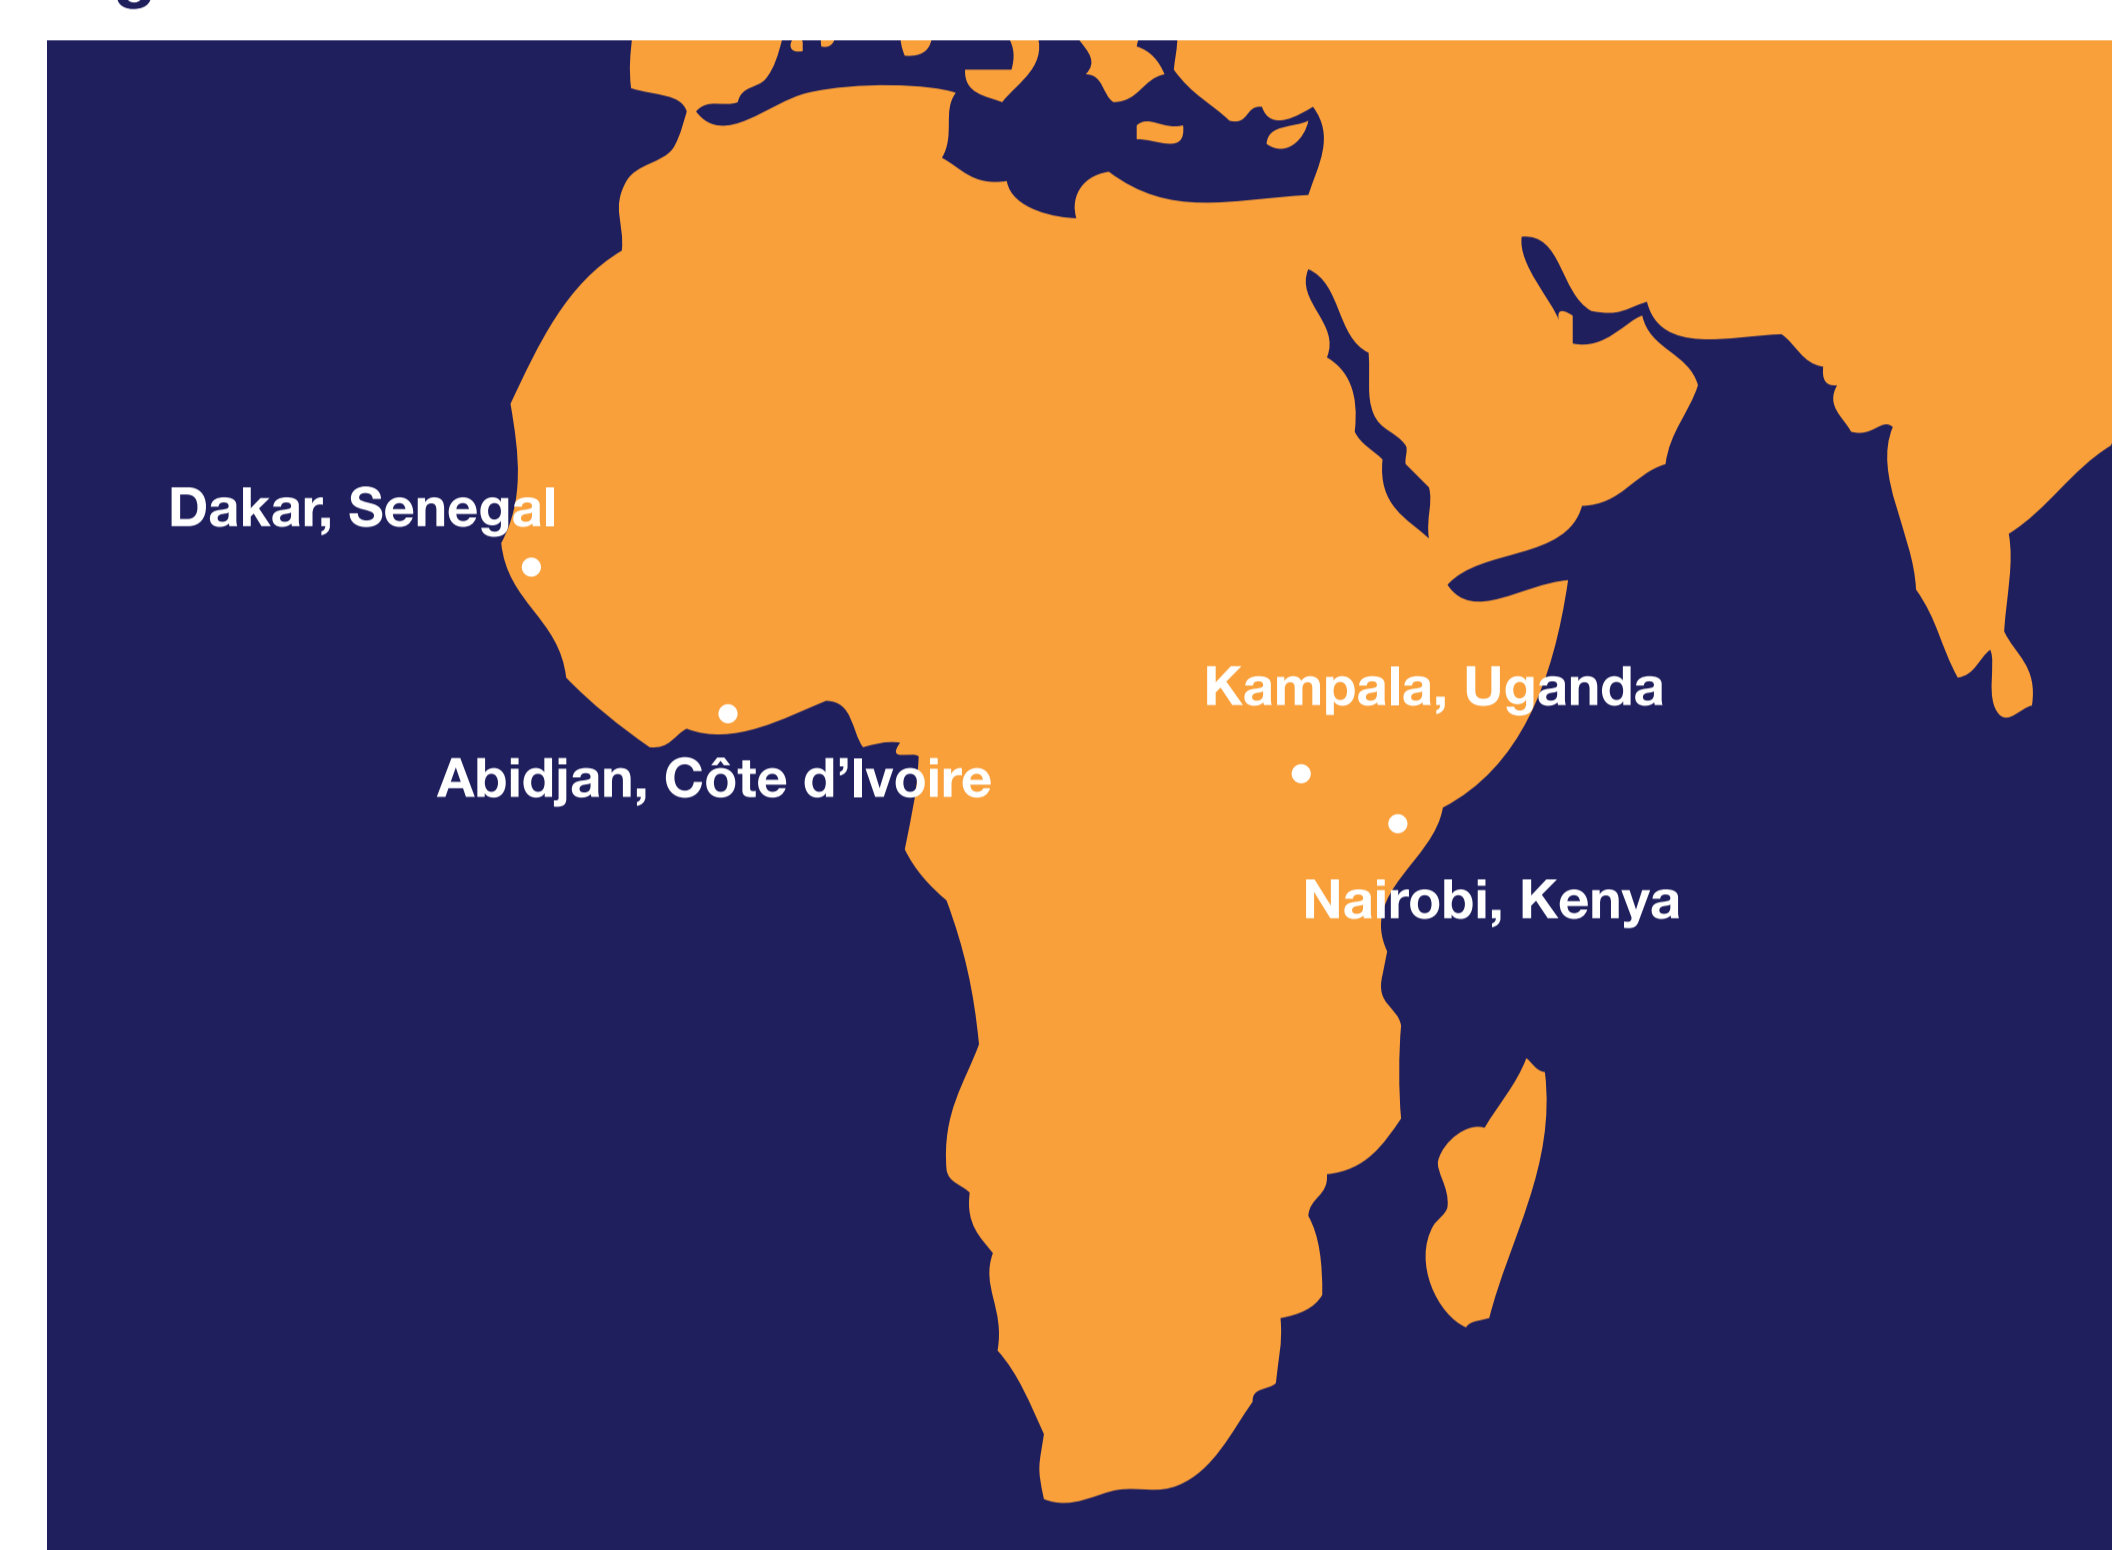 Dakar, Senegal
Kampala, Uganda
Abidjan, Côte d’Ivoire
Nairobi, Kenya